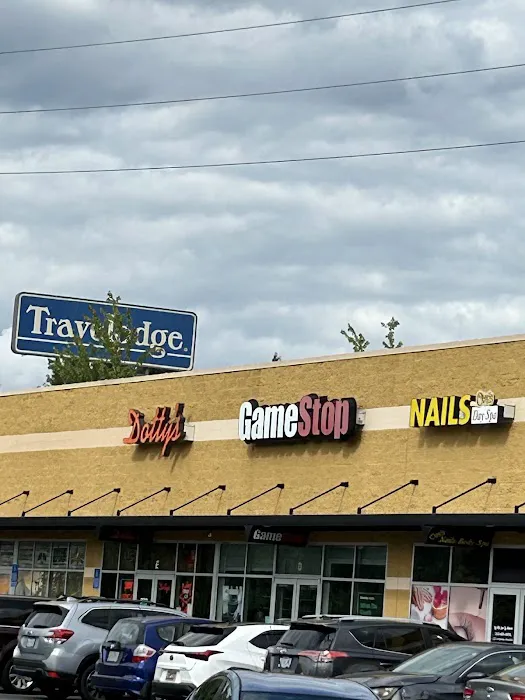 Travelodge
Dotty's
GameStop
NAILS
Day Spa
Game
E
D